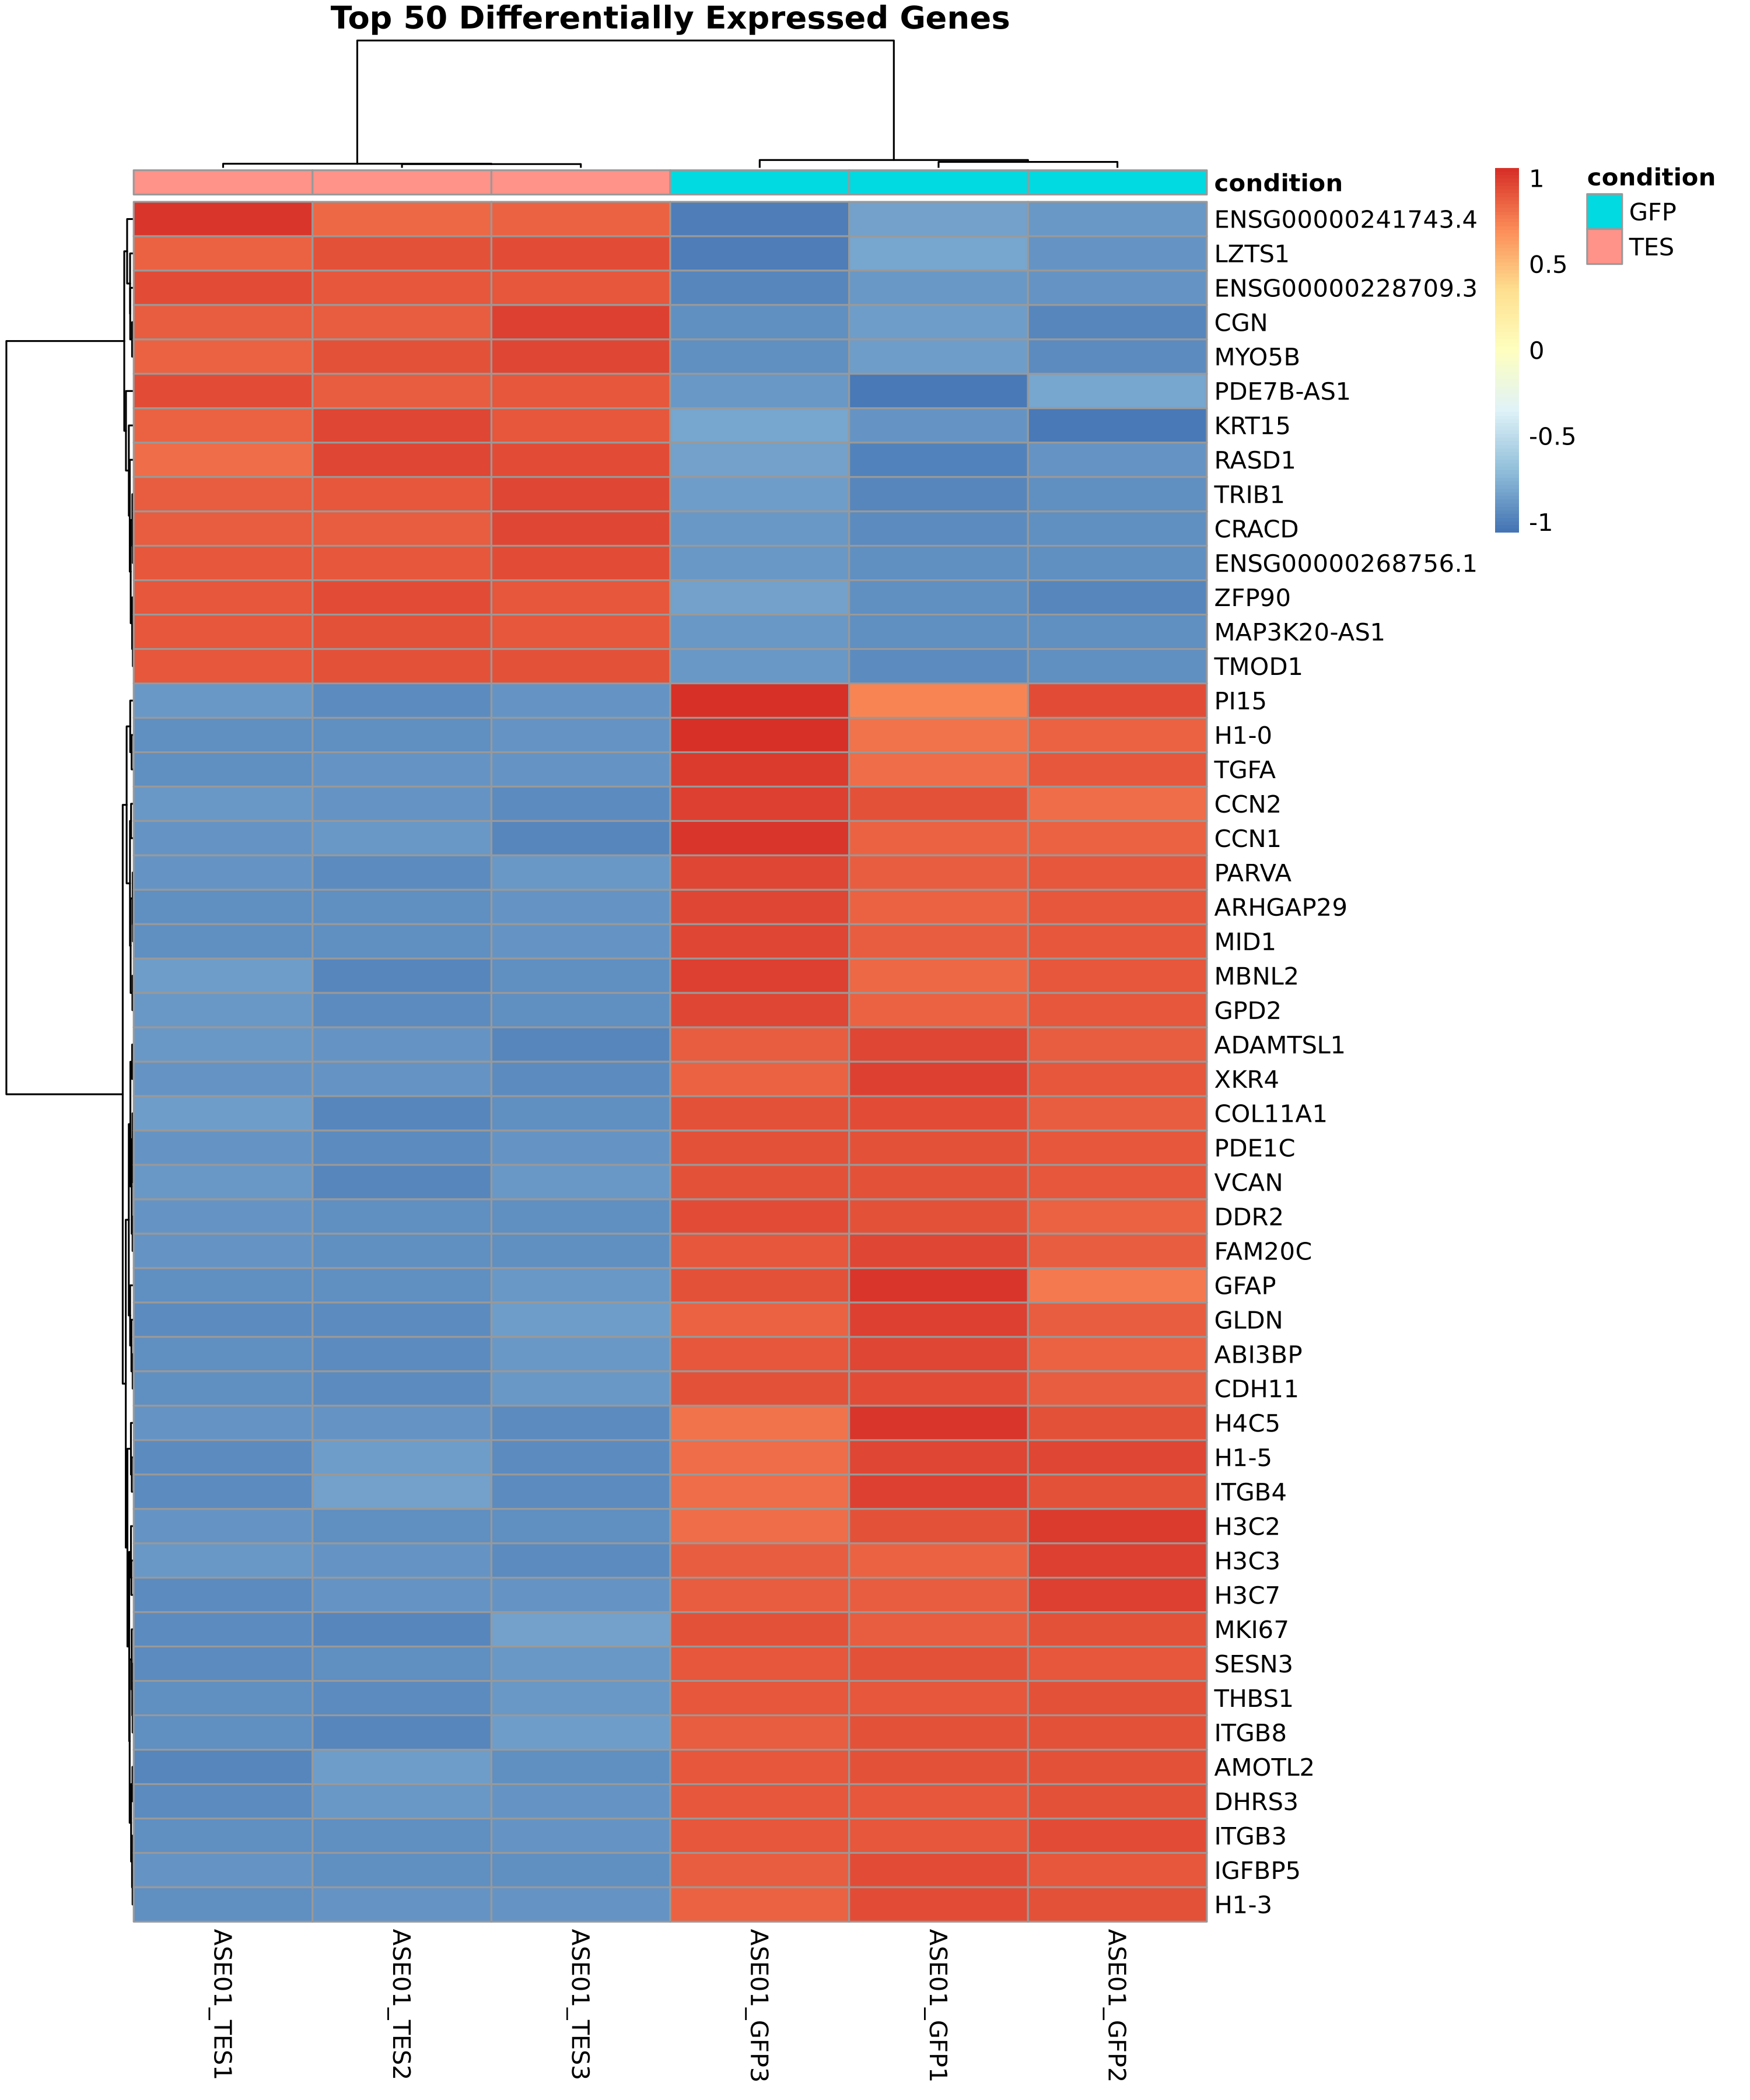 Top 50 Differentially Expressed Genes
condition
ENSG00000241743.4
LZTS1
ENSG00000228709.3
CGN
MYO5B
PDE7B-AS1
KRT15
RASD1
TRIB1
CRACD
ENSG00000268756.1
ZFP90
MAP3K20-AS1
TMOD1
PI15
H1-0
TGFA
CCN2
CCN1
PARVA
ARHGAP29
MID1
MBNL2
GPD2
ADAMTSL1
XKR4
COL11A1
PDE1C
VCAN
DDR2
FAM20C
GFAP
GLDN
ABI3BP
CDH11
H4C5
H1-5
ITGB4
H3C2
H3C3
H3C7
MKI67
SESN3
THBS1
ITGB8
AMOTL2
DHRS3
ITGB3
IGFBP5
H1-3
1
0.5
0
-0.5
-1
condition
GFP
TES
ASE01_TES1
ASE01_TES2
ASE01_TES3
ASE01_GFP3
ASE01_GFP1
ASE01_GFP2